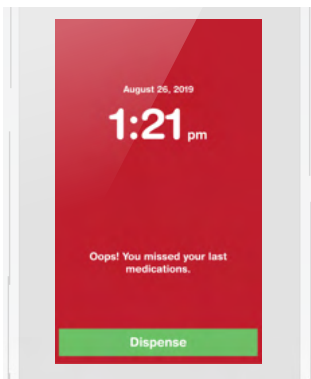 August 26, 2019
1:21 pm
Oops! You missed your last
medications.
Dispense